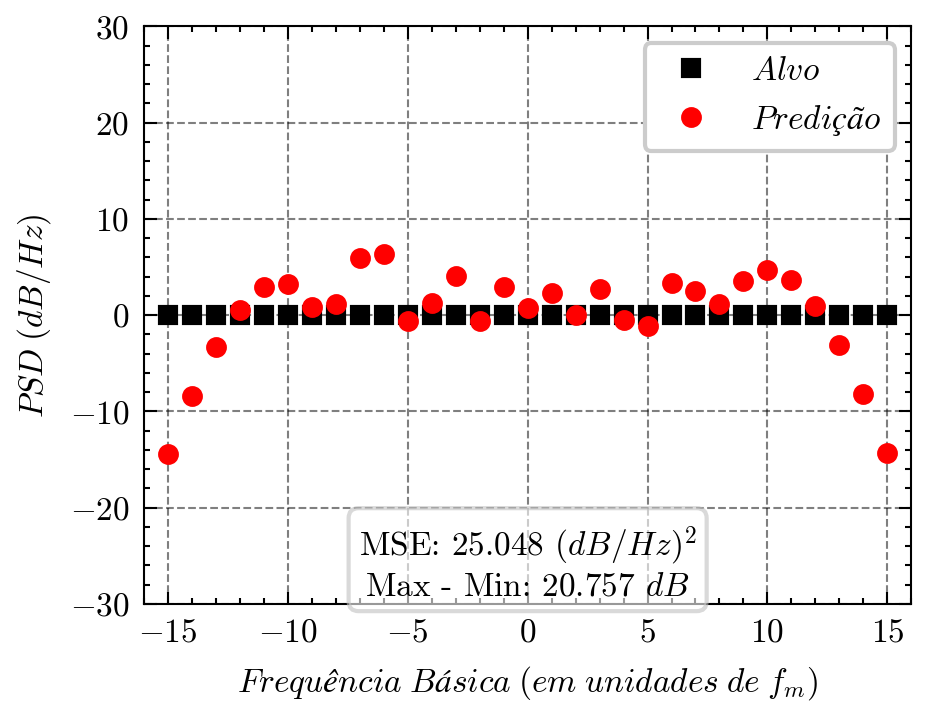 30
20
10
0
−10
−20
−30
PSD (dB/Hz)
Alvo
Predição
MSE: 25.048 (dB/Hz)²
Max - Min: 20.757 dB
−15 −10 −5 0 5 10 15
Frequência Básica (em unidades de fₘ)